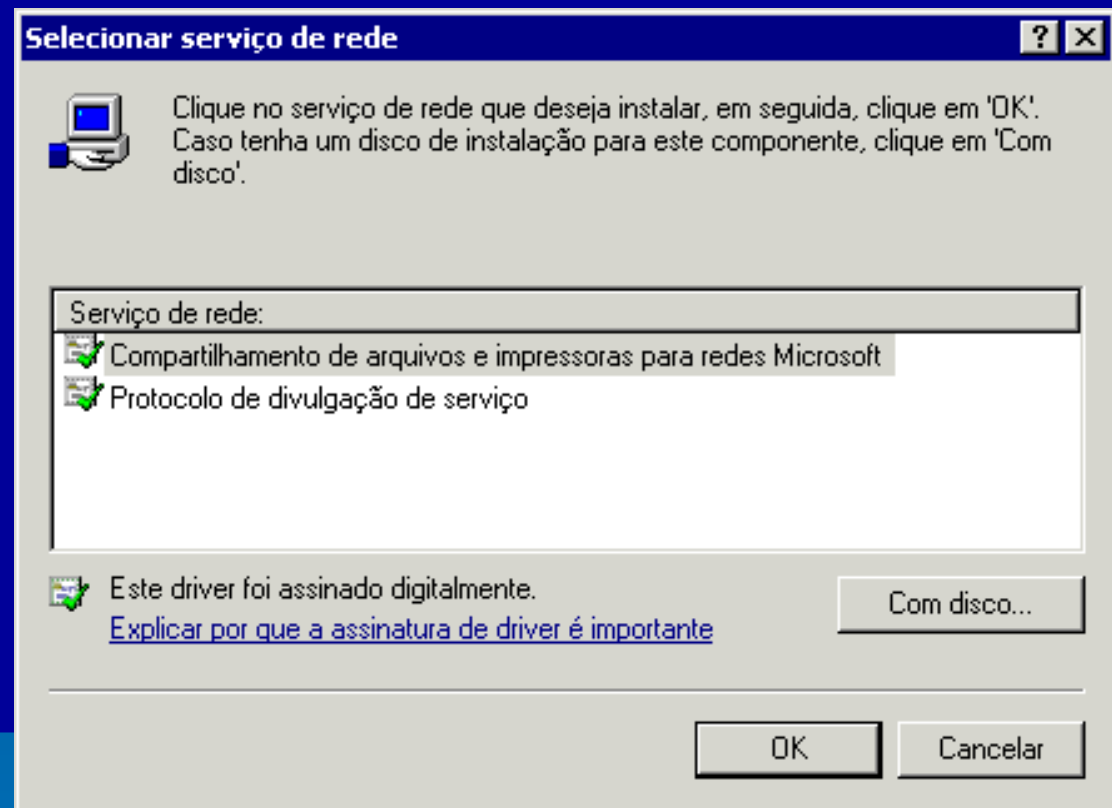 Selecionar serviço de rede
Clique no serviço de rede que deseja instalar, em seguida, clique em 'OK'.
Caso tenha um disco de instalação para este componente, clique em 'Com
disco'.
Serviço de rede:
Compartilhamento de arquivos e impressoras para redes Microsoft
Protocolo de divulgação de serviço
Este driver foi assinado digitalmente.
Explicar por que a assinatura de driver é importante
Com disco...
OK
Cancelar